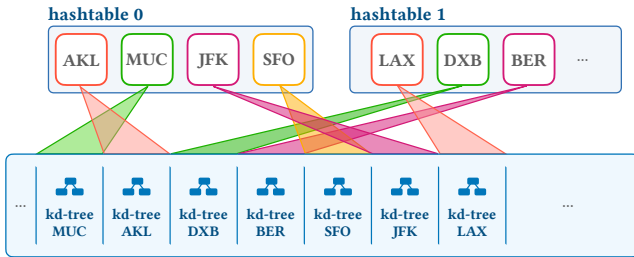 hashtable 0 hashtable 1
AKL MUC JFK SFO LAX DXB BER ...
... kd-tree kd-tree kd-tree kd-tree kd-tree kd-tree kd-tree ...
MUC AKL DXB BER SFO JFK LAX